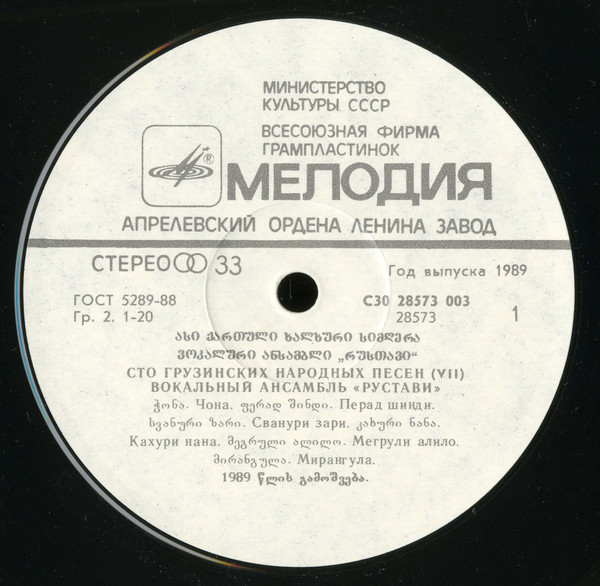 МИНИСТЕРСТВО
КУЛЬТУРЫ СССР
ВСЕСОЮЗНАЯ ФИРМА
ГРАМПЛАСТИНОК
®
МЕЛОДИЯ
АПРЕЛЕВСКИЙ ОРДЕНА ЛЕНИНА ЗАВОД
СТЕРЕО 33
Год выпуска 1989
ГОСТ 5289-88
Гр. 2. 1-20
С30 28573 003
28573
1
ასი ქართული ხალხური სიმღერა
ვოკალური ანსამბლი „რუსთავი“
СТО ГРУЗИНСКИХ НАРОДНЫХ ПЕСЕН (VII)
ВОКАЛЬНЫЙ АНСАМБЛЬ «РУСТАВИ»
ჭონა. Чона. ფერად შინდი. Перад шинди.
სვანური ზარი. Сванури зари. კახური ნანა.
Кахури нана. მეგრული ალილო. Мегрули алило.
მირანგულა. Мирангула.
1989 წლის გამოშვება.